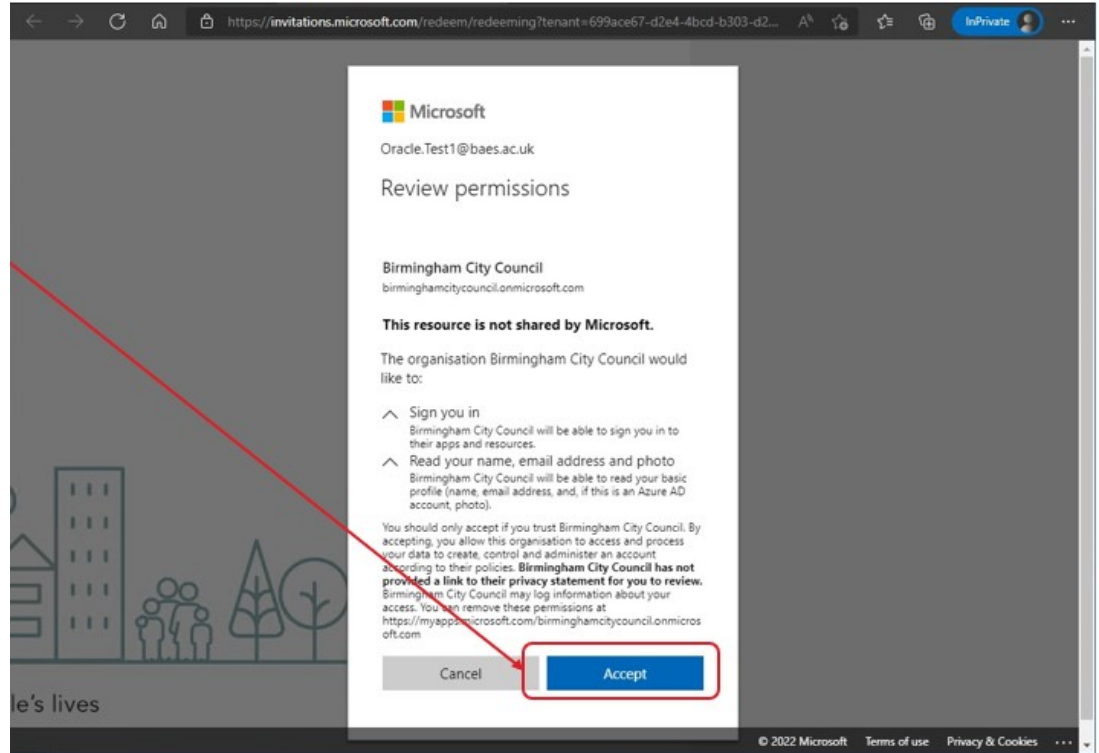 https://invitations.microsoft.com/redeem/redeeming?tenant=699ace67-d2e4-4bcd-b303-d2...
InPrivate
Microsoft
Oracle.Test1@baes.ac.uk
Review permissions
Birmingham City Council
birminghamcitycouncil.onmicrosoft.com
This resource is not shared by Microsoft.
The organisation Birmingham City Council would
like to:
Sign you in
Birmingham City Council will be able to sign you in to
their apps and resources.
Read your name, email address and photo
Birmingham City Council will be able to read your basic
profile (name, email address, and, if this is an Azure AD
account, photo).
You should only accept if you trust Birmingham City Council. By
accepting, you allow this organisation to access and process
your data to create, control and administer an account
according to their policies. Birmingham City Council has not
provided a link to their privacy statement for you to review.
Birmingham City Council may log information about your
access. You can remove these permissions at
https://myapps.microsoft.com/birminghamcitycouncil.onmicros
oft.com
Cancel
Accept
le's lives
© 2022 Microsoft Terms of use Privacy & Cookies ...